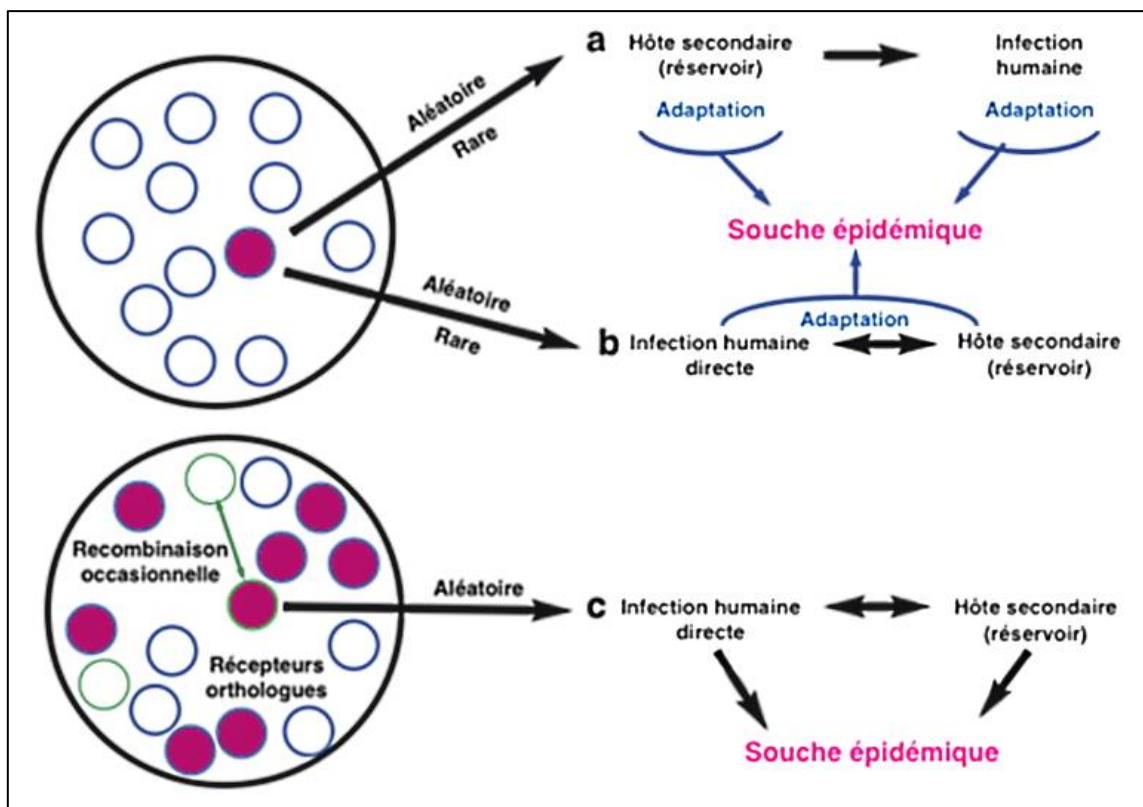 a
Hôte secondaire
(réservoir)
Infection
humaine
Aléatoire
Rare
Adaptation
Adaptation
Souche épidémique
Aléatoire
Rare
Adaptation
b
Infection humaine
directe
Hôte secondaire
(réservoir)
Recombinaison
occasionnelle
Récepteurs
orthologues
Aléatoire
c
Infection humaine
directe
Hôte secondaire
(réservoir)
Souche épidémique